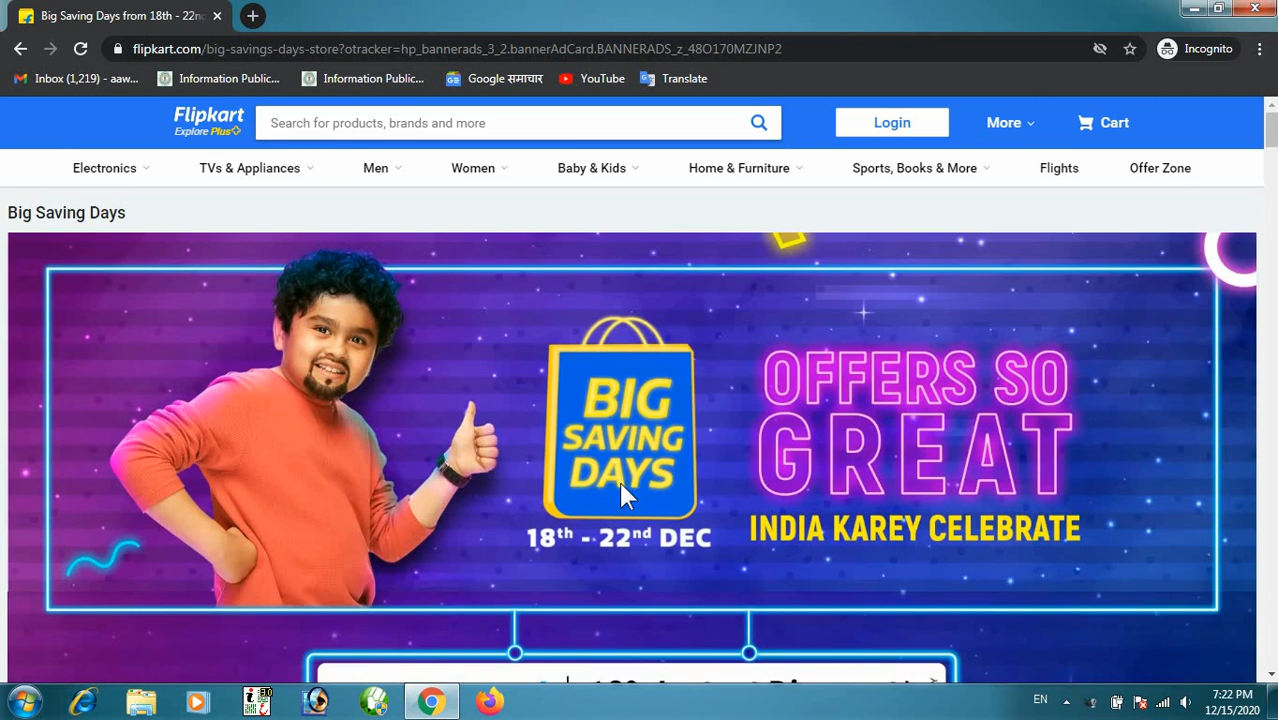 Big Saving Days from 18th - 22nd
flipkart.com/big-savings-days-store?otracker=hp_bannerads_3_2.bannerAdCard.BANNERADS_z_48O170MZJNP2
Incognito
Inbox (1,219) - aaw...
Information Public...
Information Public...
Google समाचार
YouTube
Translate
Flipkart
Explore Plus
Search for products, brands and more
Login
More
Cart
Electronics
TVs & Appliances
Men
Women
Baby & Kids
Home & Furniture
Sports, Books & More
Flights
Offer Zone
Big Saving Days
BIG
SAVING
DAYS
18th - 22nd DEC
OFFERS SO
GREAT
INDIA KAREY CELEBRATE
EN
7:22 PM
12/15/2020